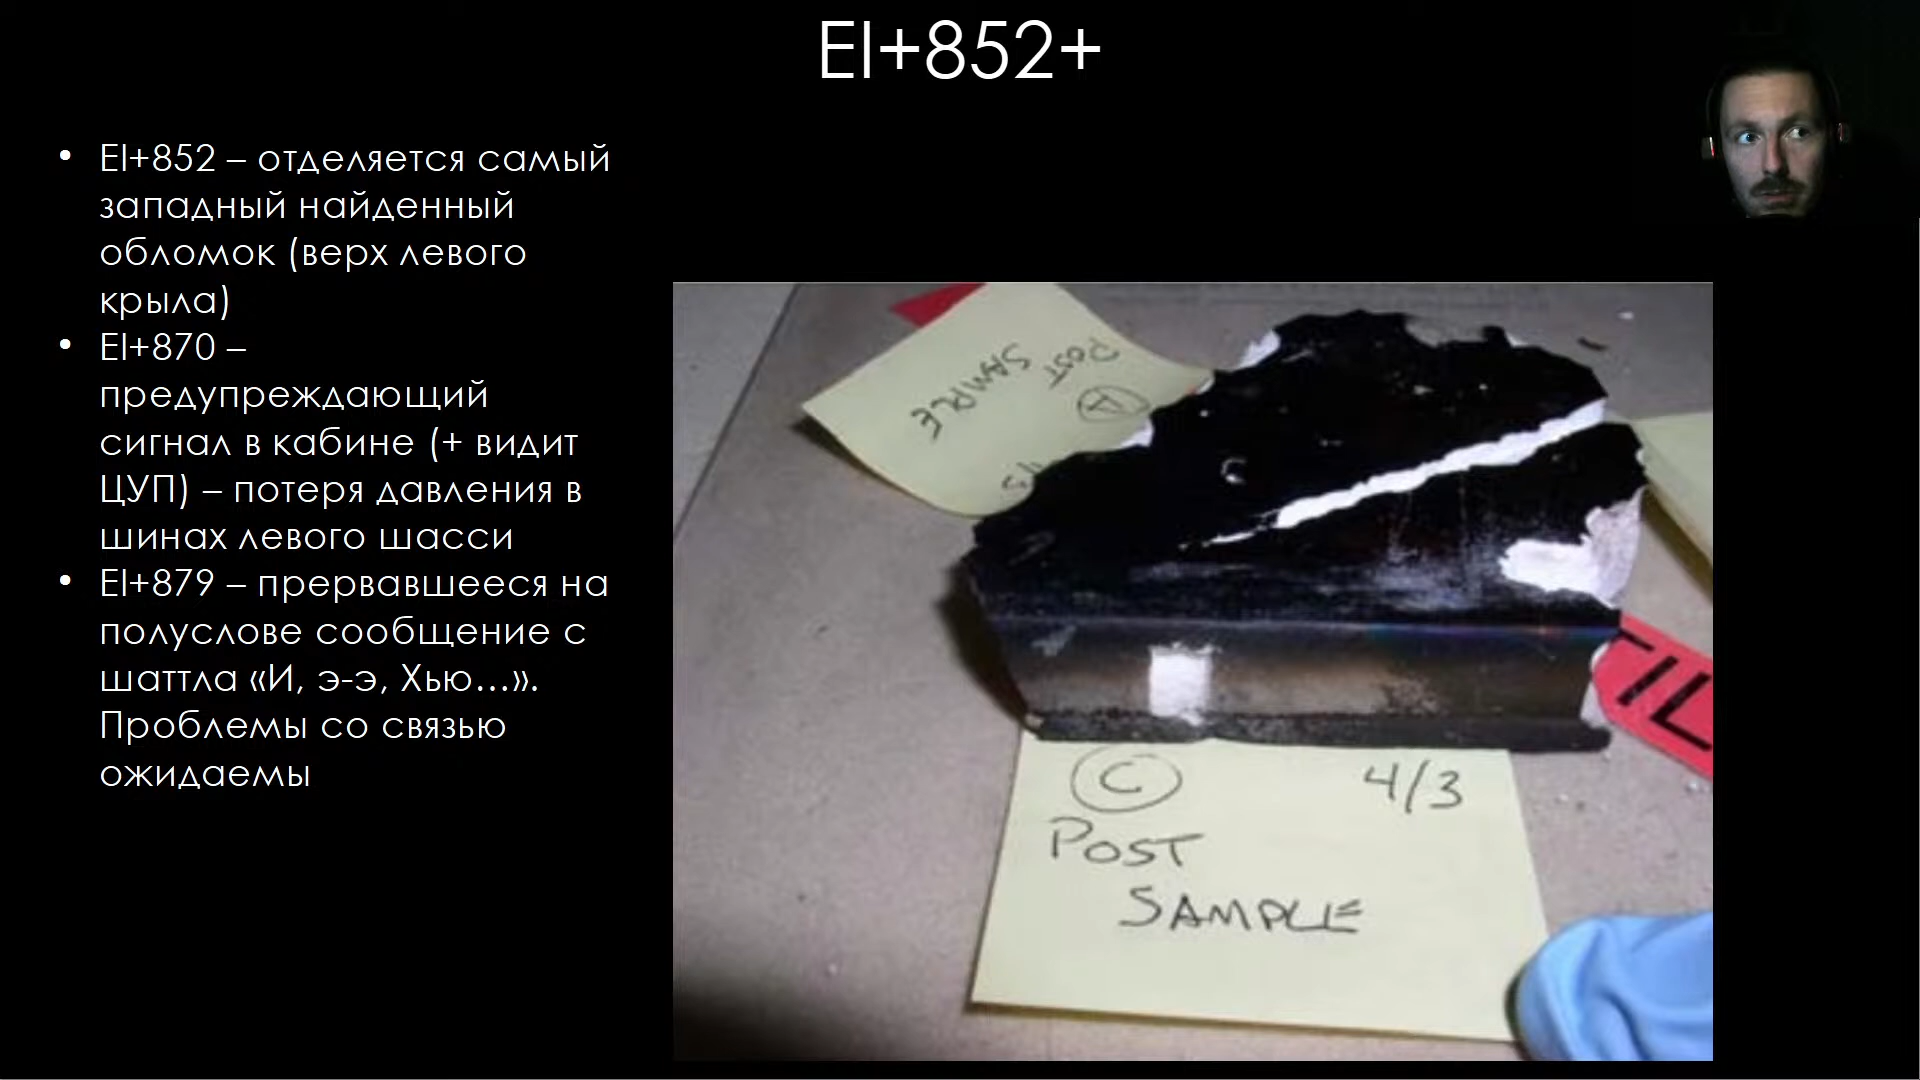 EI+852+
• EI+852 – отделяется самый
западный найденный
обломок (верх левого
крыла)
• EI+870 –
предупреждающий
сигнал в кабине (+ видит
ЦУП) – потеря давления в
шинах левого шасси
• EI+879 – прервавшееся на
полуслове сообщение с
шаттла «И, э-э, Хью...».
Проблемы со связью
ожидаемы
POST
SAMPLE
A
C
4/3
POST
SAMPLE